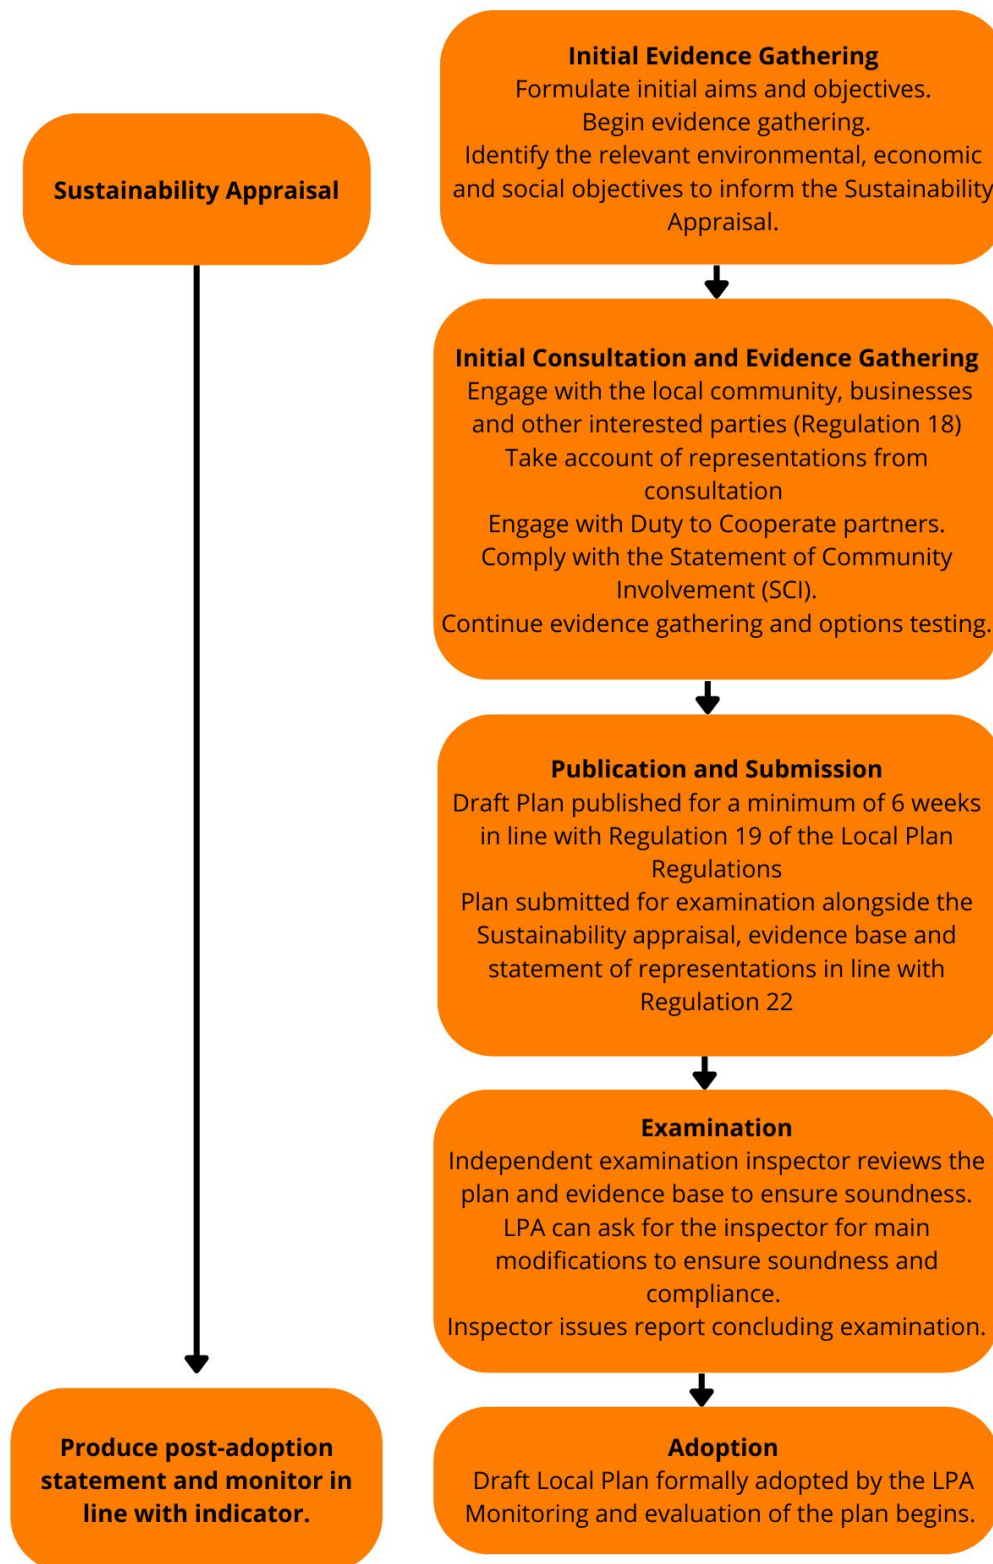 Sustainability Appraisal
Produce post-adoption
statement and monitor in
line with indicator.
Initial Evidence Gathering
Formulate initial aims and objectives.
Begin evidence gathering.
Identify the relevant environmental, economic
and social objectives to inform the Sustainability
Appraisal.
Initial Consultation and Evidence Gathering
Engage with the local community, businesses
and other interested parties (Regulation 18)
Take account of representations from
consultation
Engage with Duty to Cooperate partners.
Comply with the Statement of Community
Involvement (SCI).
Continue evidence gathering and options testing.
Publication and Submission
Draft Plan published for a minimum of 6 weeks
in line with Regulation 19 of the Local Plan
Regulations
Plan submitted for examination alongside the
Sustainability appraisal, evidence base and
statement of representations in line with
Regulation 22
Examination
Independent examination inspector reviews the
plan and evidence base to ensure soundness.
LPA can ask for the inspector for main
modifications to ensure soundness and
compliance.
Inspector issues report concluding examination.
Adoption
Draft Local Plan formally adopted by the LPA
Monitoring and evaluation of the plan begins.